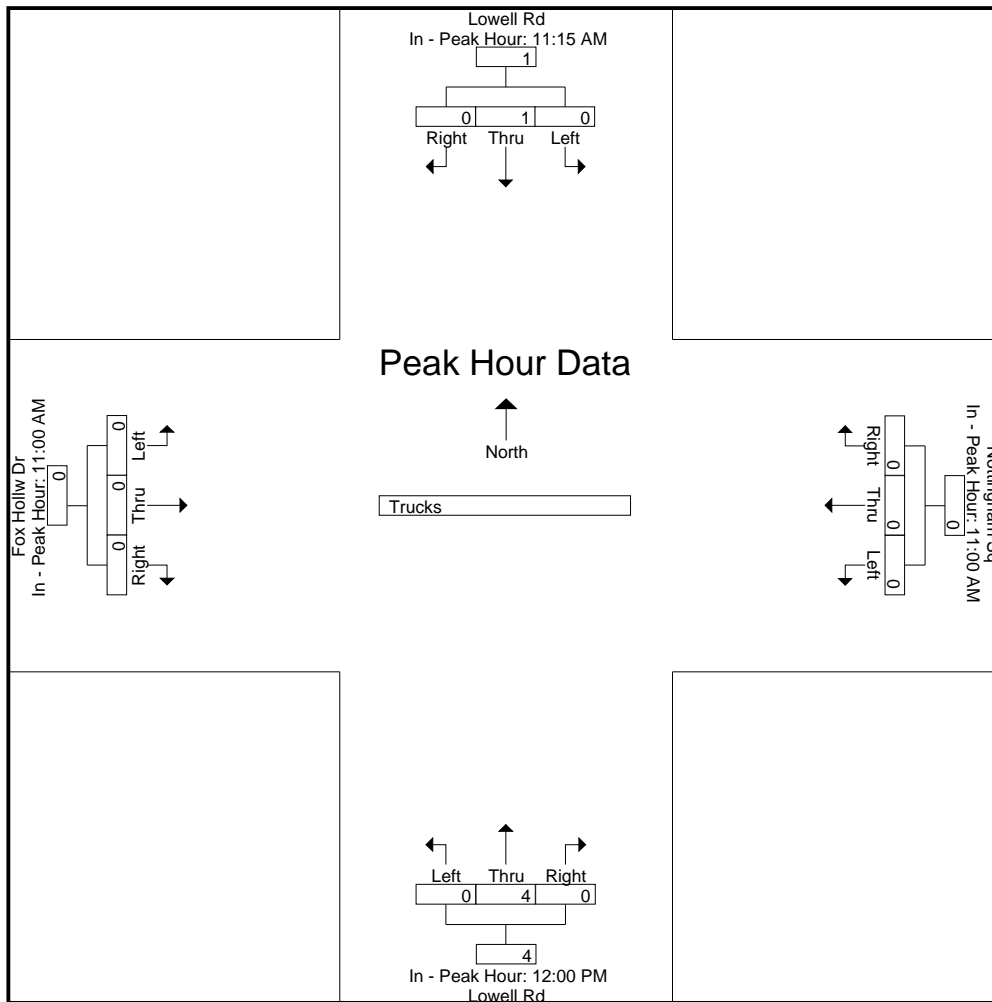 Lowell Rd
In - Peak Hour: 11:15 AM
1
0 1 0
Right Thru Left
Peak Hour Data
North
Trucks
Fox Hollw Dr
In - Peak Hour: 11:00 AM
0
0 0 0
Left Thru Right
Nottingham Sq
In - Peak Hour: 11:00 AM
0
0 0 0
Right Thru Left
Left Thru Right
0 4 0
4
In - Peak Hour: 12:00 PM
Lowell Rd